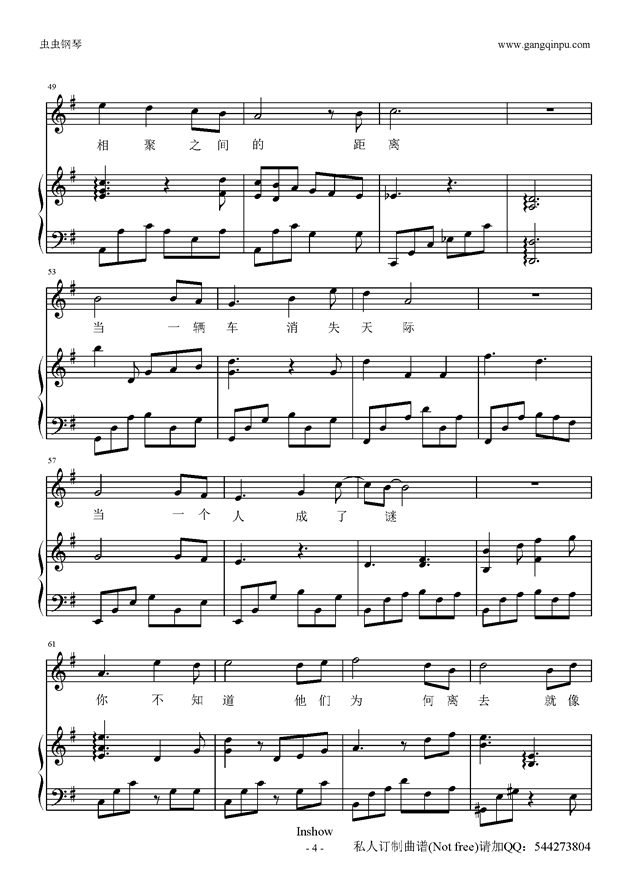 虫虫钢琴 www.gangqinpu.com
49
相 聚 之 间 的 距 离
53
当 一 辆 车 消 失 天 际
57
当 一 个 人 成 了 谜
61
你 不 知 道 他 们 为 何 离 去 就 像
Inshow
- 4 - 私人订制曲谱(Not free)请加QQ：544273804